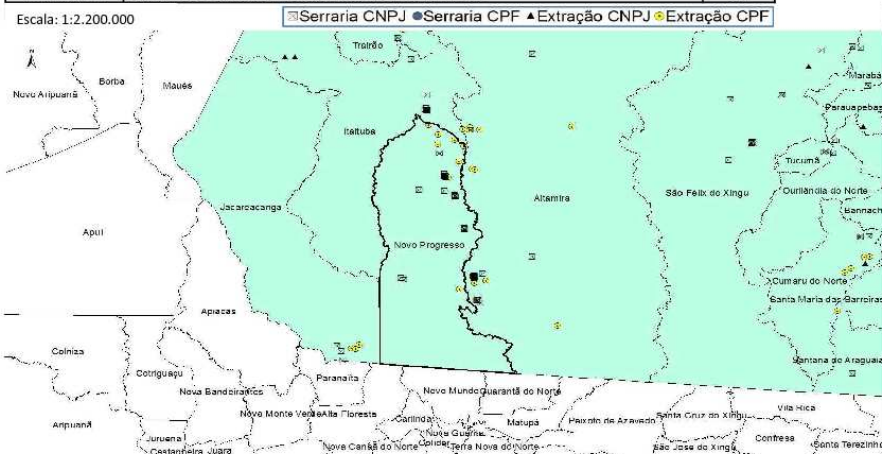 Escala: 1:2.200.000
Serraria CNPJ Serraria CPF Extração CNPJ Extração CPF
N
Trairão
Borba
Maués
Novo Aripuanã
Marabá
Parauapebas
Itaituba
Tucumã
Jacareacanga
Altamira
São Félix do Xingu
Ourilândia do Norte
Bannach
Apuí
Novo Progresso
Cumaru do Norte
Santa Maria das Barreiras
Apiacás
Colniza
Santana do Araguaia
Cotriguaçu
Paranaíta
Nova Bandeirantes
Novo Mundo
Guarantã do Norte
Nova Monte Verde
Alta Floresta
Vila Rica
Aripuanã
Carlinda
Matupá
Peixoto de Azevedo
Santa Cruz do Xingu
Nova Guarita
Juruena
Confresa
Castanheira
Juara
Nova Canaã do Norte
Colíder
Terra Nova do Norte
São José do Xingu
Santa Terezinha